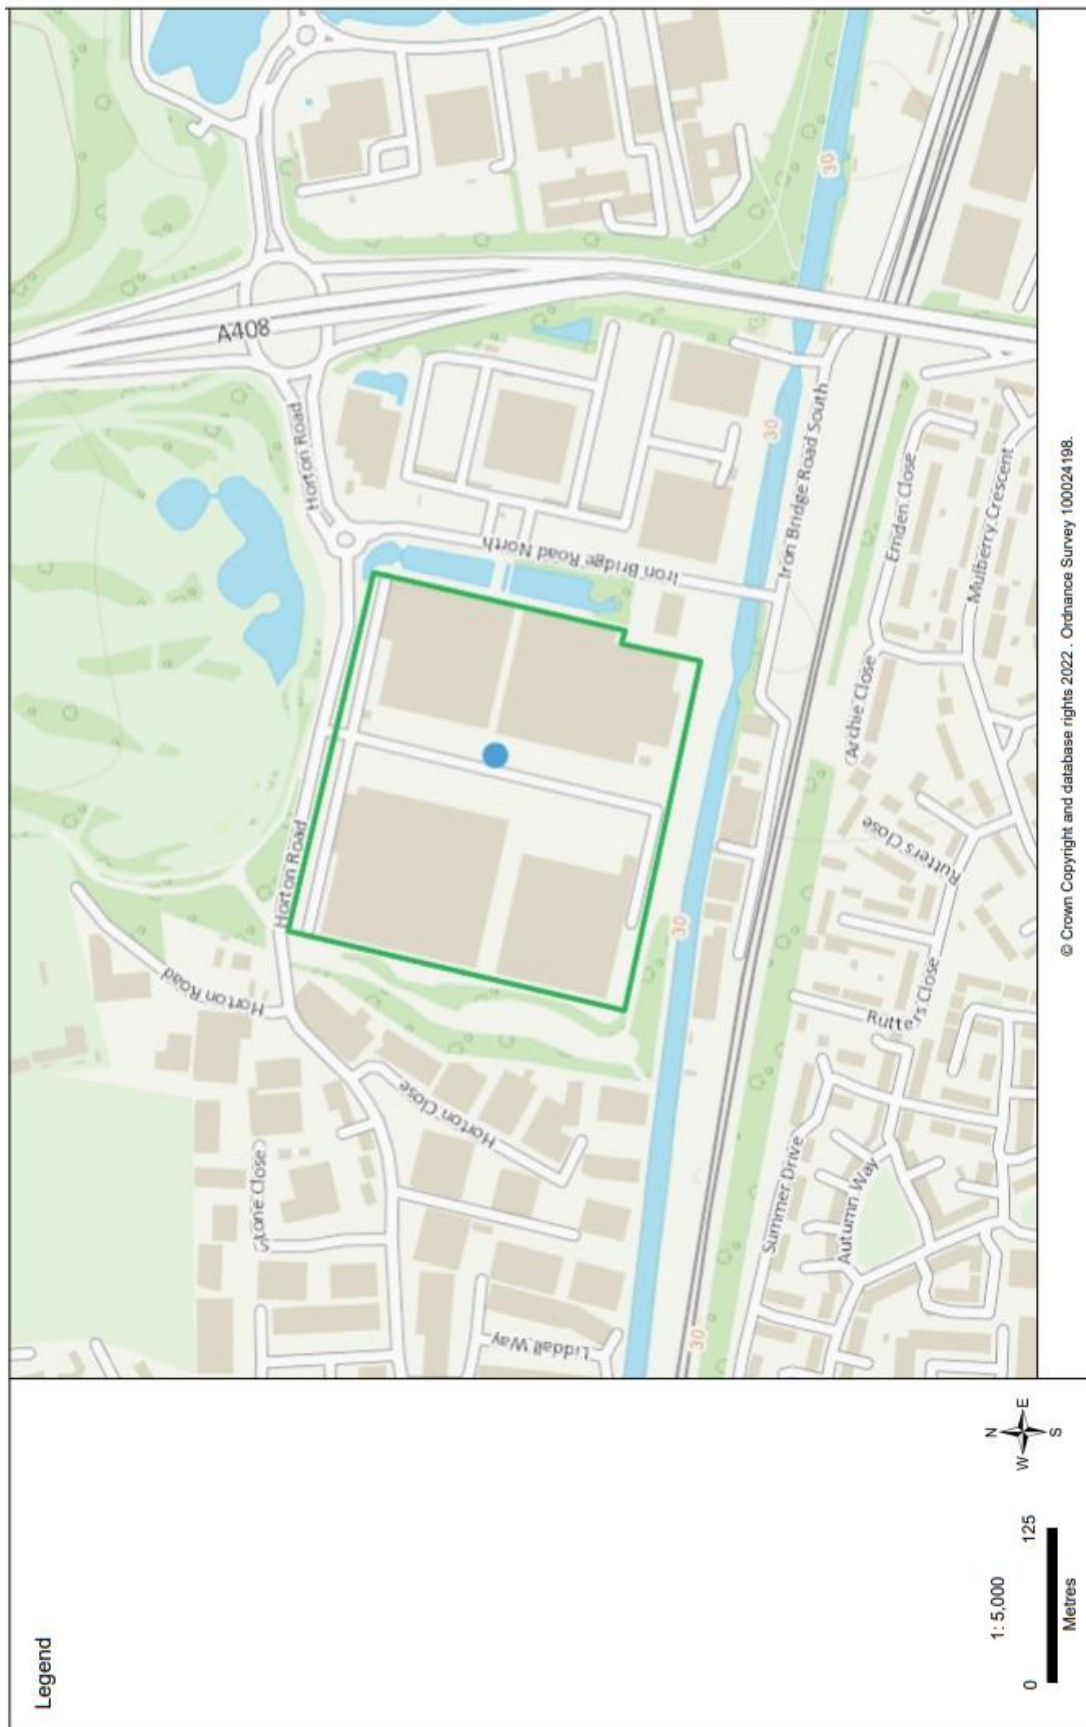 A408
Horton Road
Iron Bridge Road North
30
30
Iron Bridge Road South
Emden Close
Mulberry Crescent
Archie Close
Horton Road
Rutters Close
Horton Road
30
Rutters Close
Horton Close
Stone Close
Summer Drive
Autumn Way
Liddall Way
30
© Crown Copyright and database rights 2022 . Ordnance Survey 100024198.
Legend
N
W
E
S
1:5,000
0
125
Metres